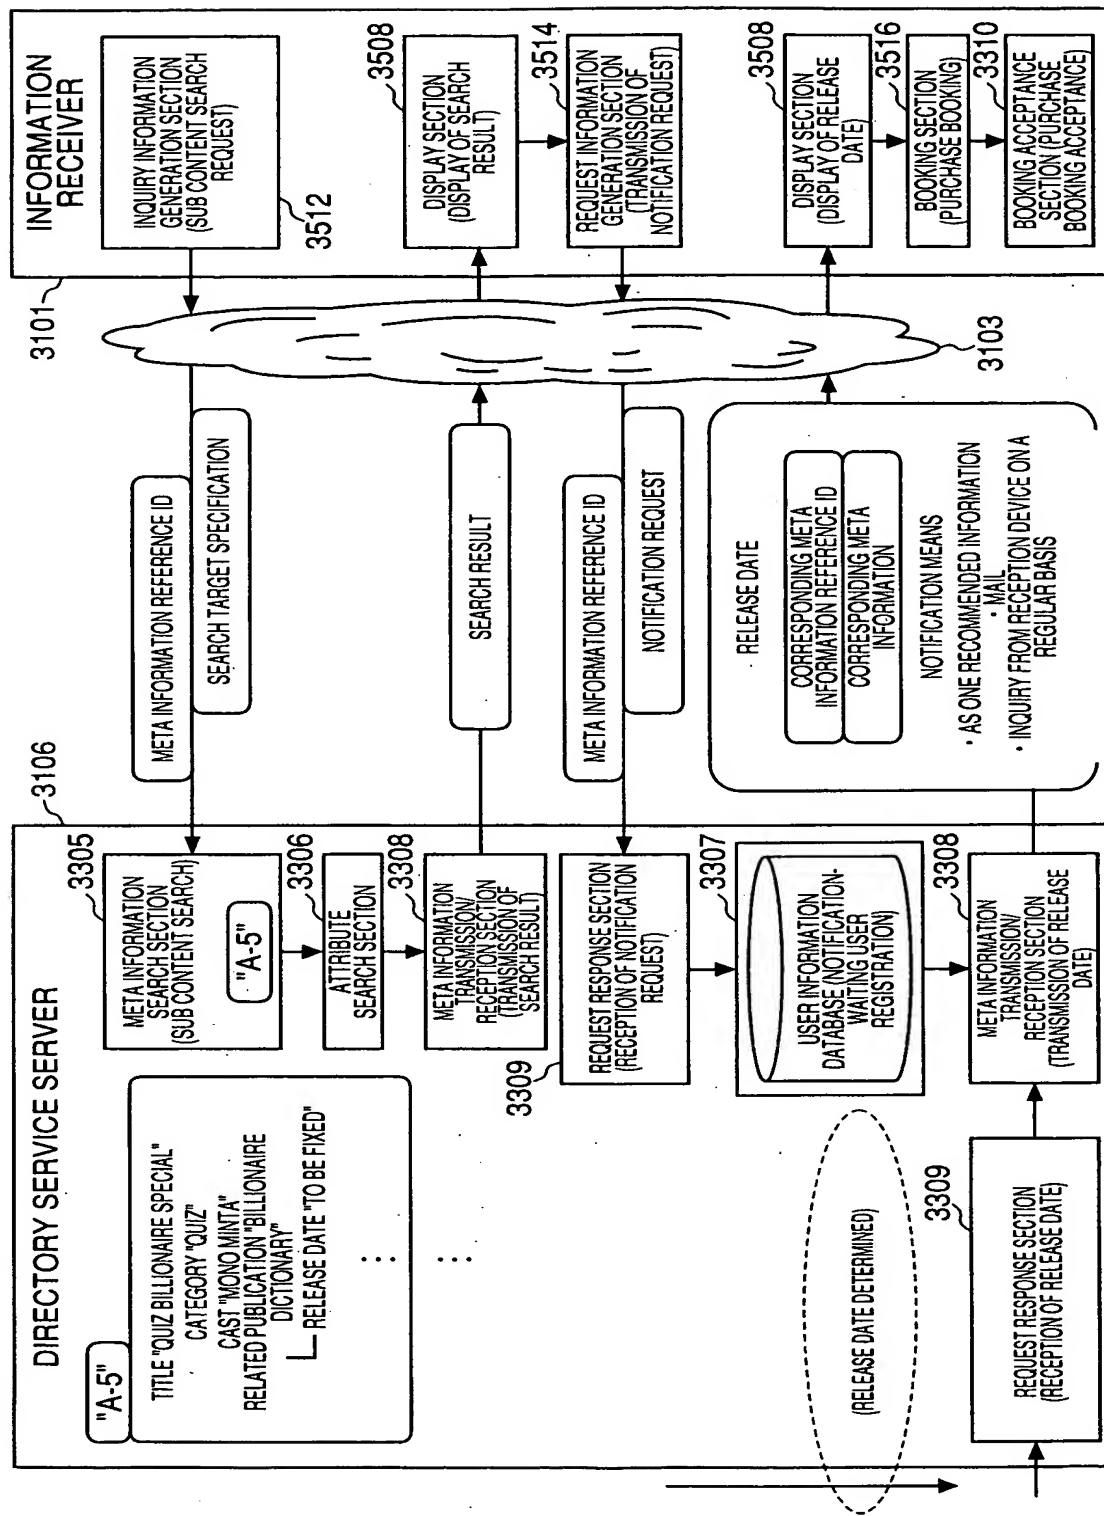 DIRECTORY SERVICE SERVER
3106
"A-5"
TITLE "QUIZ BILLIONAIRE SPECIAL"
CATEGORY "QUIZ"
CAST "MONO MINTA"
RELATED PUBLICATION "BILLIONAIRE
DICTIONARY"
RELEASE DATE "TO BE FIXED"
3305
META INFORMATION
SEARCH SECTION
(SUB CONTENT SEARCH)
"A-5"
3306
ATTRIBUTE
SEARCH SECTION
3308
META INFORMATION
TRANSMISSION/
RECEPTION SECTION
(TRANSMISSION OF
SEARCH RESULT)
3309
REQUEST RESPONSE SECTION
(RECEPTION OF NOTIFICATION
REQUEST)
3307
USER INFORMATION
DATABASE (NOTIFICATION-
WAITING USER
REGISTRATION)
(RELEASE DATE DETERMINED)
3309
REQUEST RESPONSE SECTION
(RECEPTION OF RELEASE DATE)
3308
META INFORMATION
TRANSMISSION/
RECEPTION SECTION
(TRANSMISSION OF RELEASE
DATE)
META INFORMATION REFERENCE ID
SEARCH TARGET SPECIFICATION
SEARCH RESULT
META INFORMATION REFERENCE ID
NOTIFICATION REQUEST
RELEASE DATE
CORRESPONDING META
INFORMATION REFERENCE ID
CORRESPONDING META
INFORMATION
NOTIFICATION MEANS
・AS ONE RECOMMENDED INFORMATION
・MAIL
・INQUIRY FROM RECEPTION DEVICE ON A
REGULAR BASIS
3103
3101
INFORMATION
RECEIVER
INQUIRY INFORMATION
GENERATION SECTION
(SUB CONTENT SEARCH
REQUEST)
3512
3508
DISPLAY SECTION
(DISPLAY OF SEARCH
RESULT)
3514
REQUEST INFORMATION
GENERATION SECTION
(TRANSMISSION OF
NOTIFICATION REQUEST)
3508
DISPLAY SECTION
(DISPLAY OF RELEASE
DATE)
3516
BOOKING SECTION
(PURCHASE BOOKING)
3310
BOOKING ACCEPTANCE
SECTION (PURCHASE
BOOKING ACCEPTANCE)